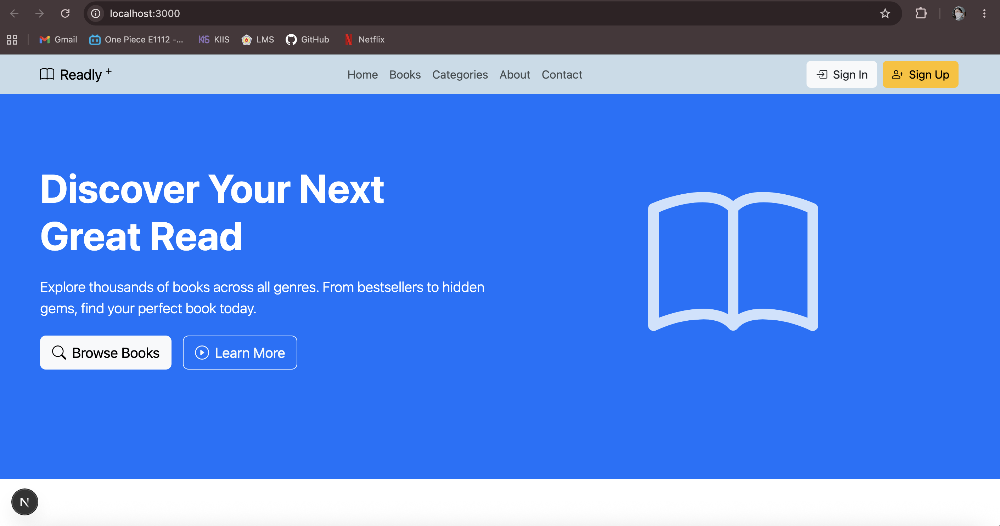 localhost:3000
Gmail One Piece E1112 -... KIIS LMS GitHub Netflix
Readly + Home Books Categories About Contact Sign In Sign Up
Discover Your Next
Great Read
Explore thousands of books across all genres. From bestsellers to hidden
gems, find your perfect book today.
Browse Books Learn More
N